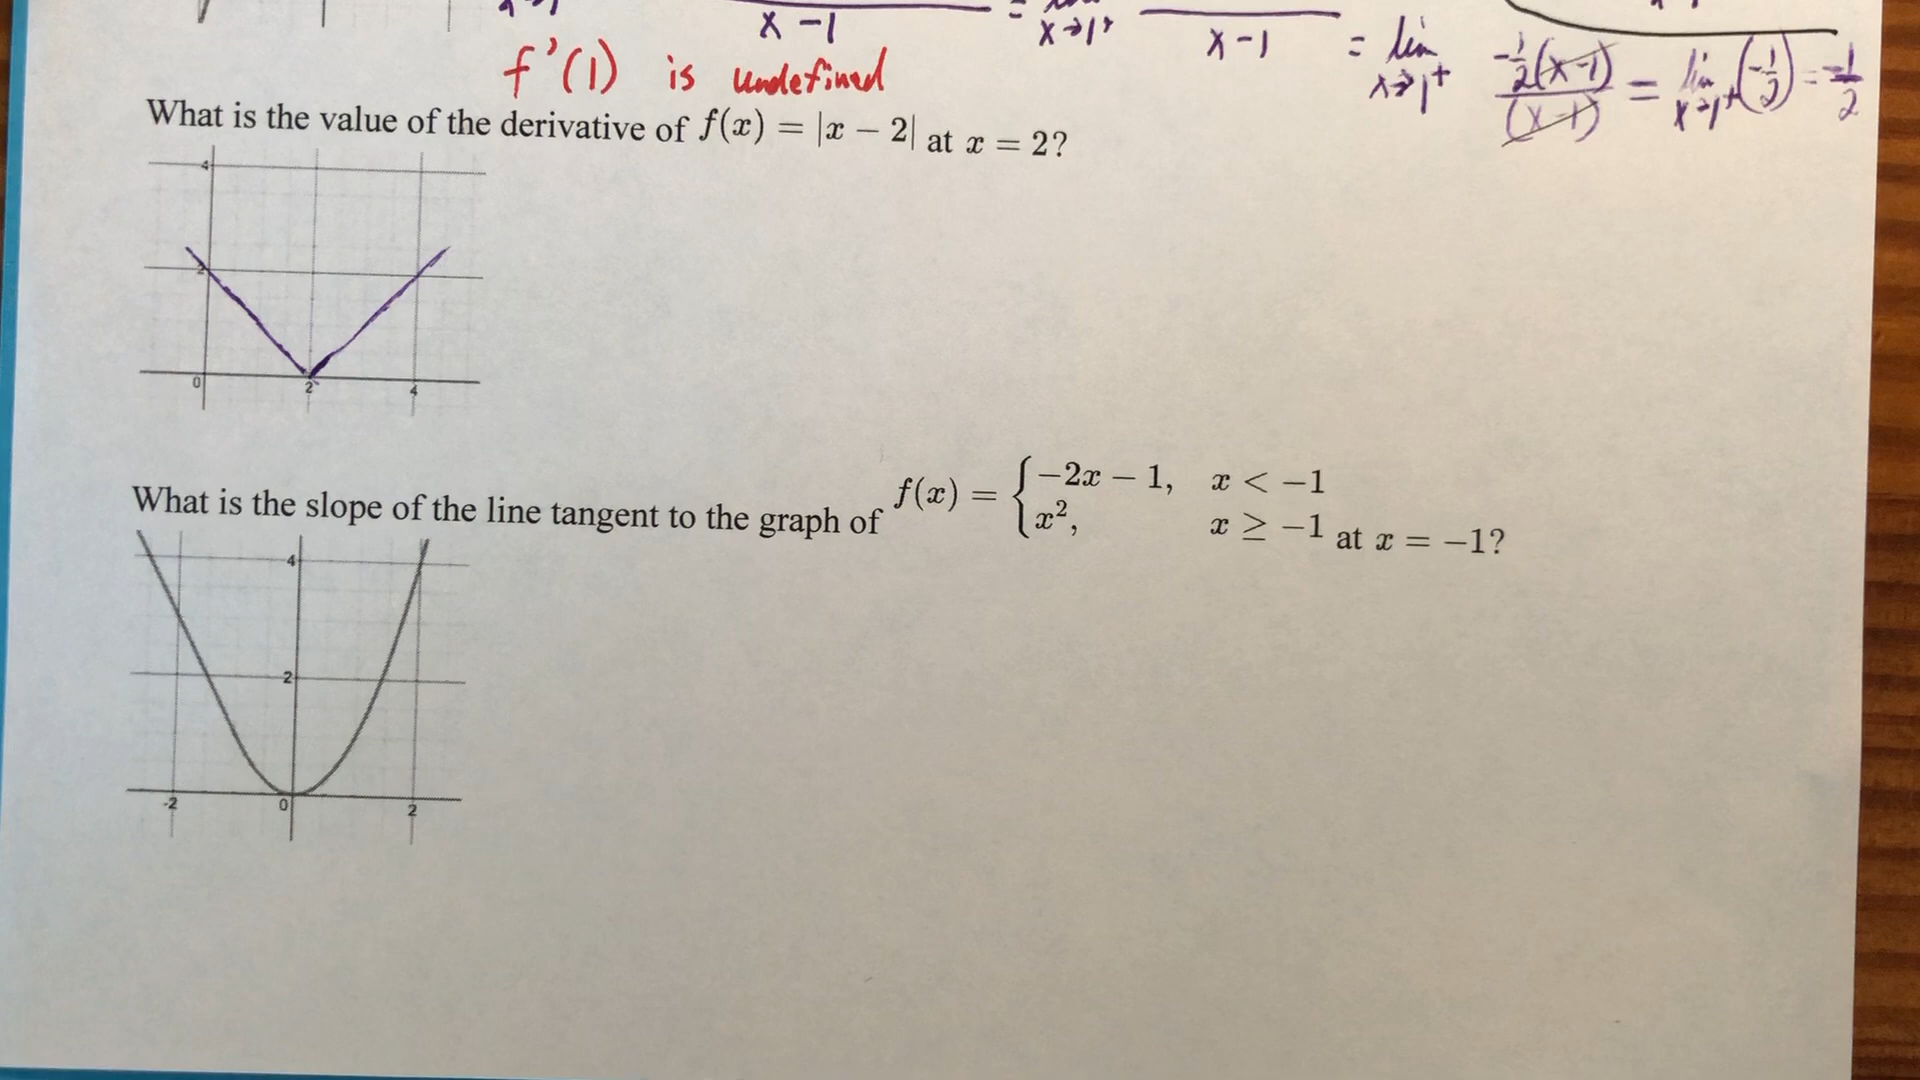 x - 1
= lim x→1+
x - 1
= lim x→1+ -1/2(x-1) / (x-1) = lim x→1+ (-1/2) = -1/2
f'(1) is undefined
What is the value of the derivative of f(x) = |x − 2| at x = 2?
4
2
0 2 4
What is the slope of the line tangent to the graph of f(x) = { −2x − 1, x < −1
x², x ≥ −1 at x = −1?
4
2
-2 0 2